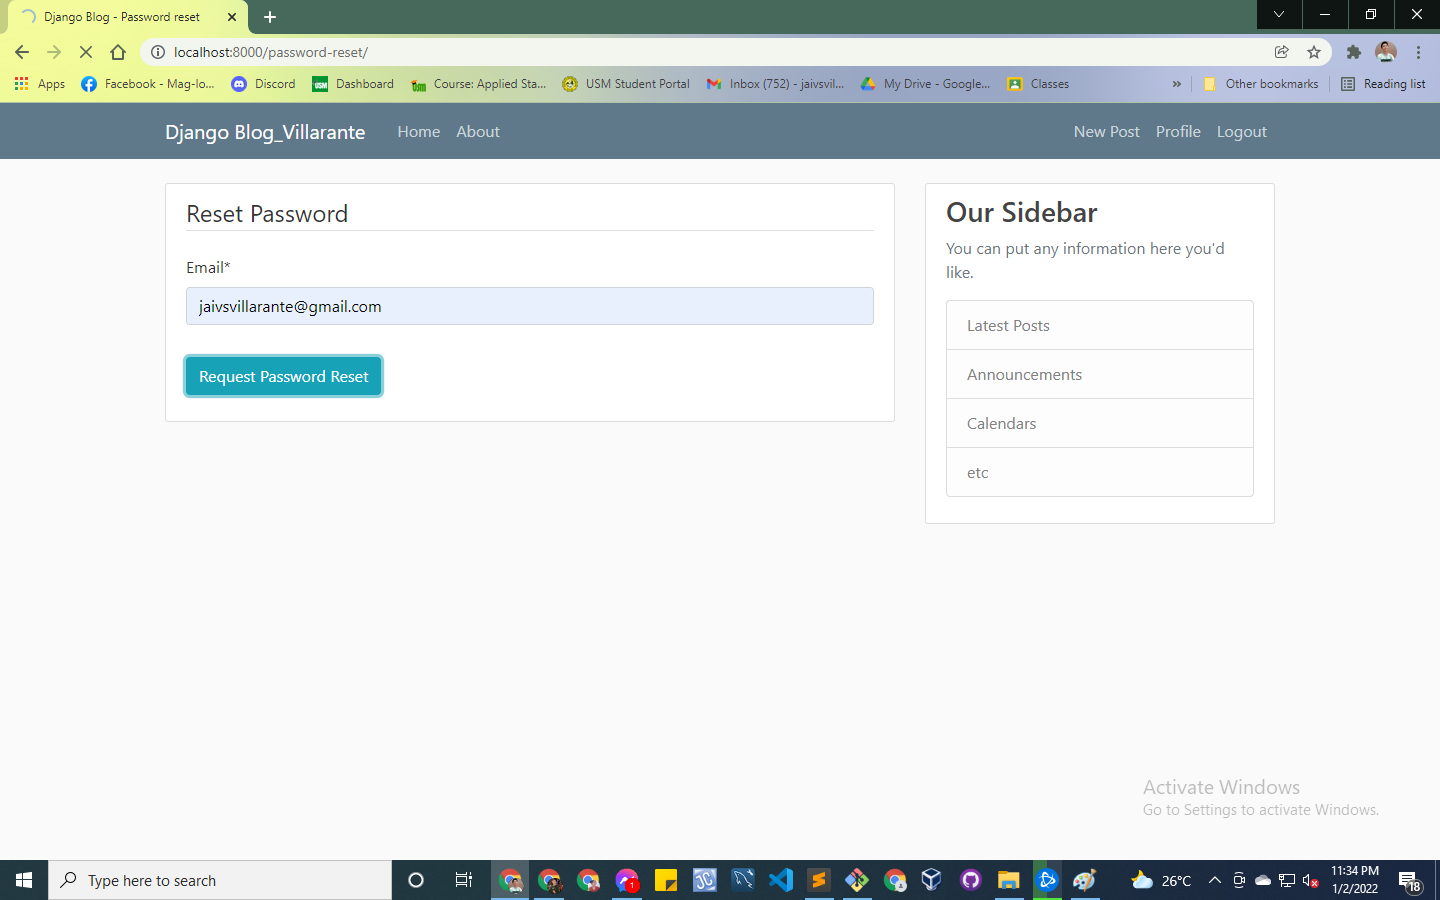 Django Blog - Password reset
localhost:8000/password-reset/
Apps
Facebook - Mag-lo...
Discord
USM
Dashboard
Course: Applied Sta...
USM Student Portal
Inbox (752) - jaivsvil...
My Drive - Google...
Classes
»
Other bookmarks
Reading list
Django Blog_Villarante
Home
About
New Post
Profile
Logout
Reset Password
Email*
jaivsvillarante@gmail.com
Request Password Reset
Our Sidebar
You can put any information here you'd
like.
Latest Posts
Announcements
Calendars
etc
Activate Windows
Go to Settings to activate Windows.
Type here to search
1
26°C
11:34 PM
1/2/2022
18